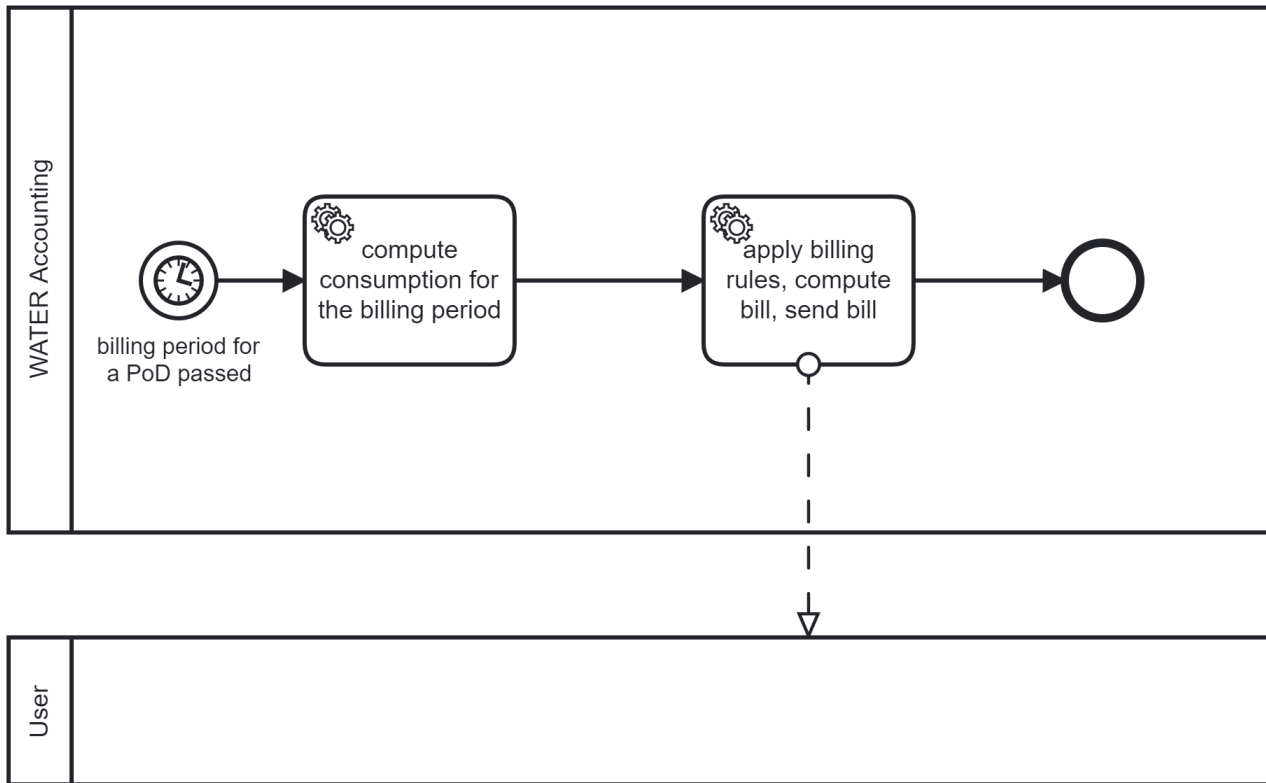 WATER Accounting
compute
consumption for
the billing period
apply billing
rules, compute
bill, send bill
billing period for
a PoD passed
User